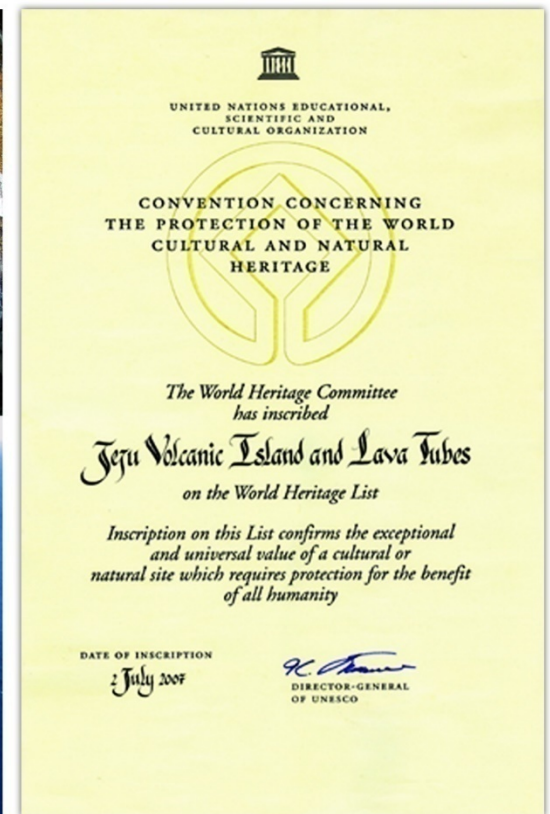 UNITED NATIONS EDUCATIONAL,
SCIENTIFIC AND
CULTURAL ORGANIZATION
CONVENTION CONCERNING
THE PROTECTION OF THE WORLD
CULTURAL AND NATURAL
HERITAGE
The World Heritage Committee
has inscribed
Jeju Volcanic Island and Lava Tubes
on the World Heritage List
Inscription on this List confirms the exceptional
and universal value of a cultural or
natural site which requires protection for the benefit
of all humanity
DATE OF INSCRIPTION
2 July 2007
DIRECTOR-GENERAL
OF UNESCO